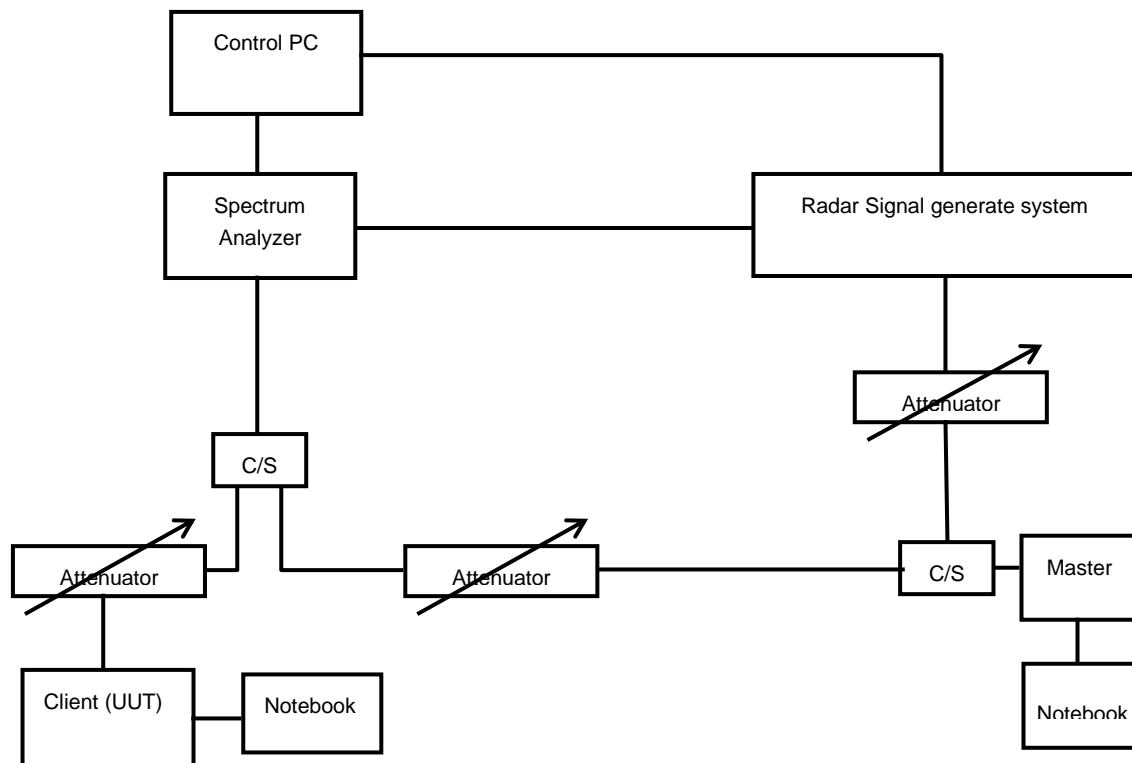 Control PC
Spectrum
Analyzer
Radar Signal generate system
Attenuator
C/S
Attenuator
Attenuator
C/S
Master
Client (UUT)
Notebook
Notebook